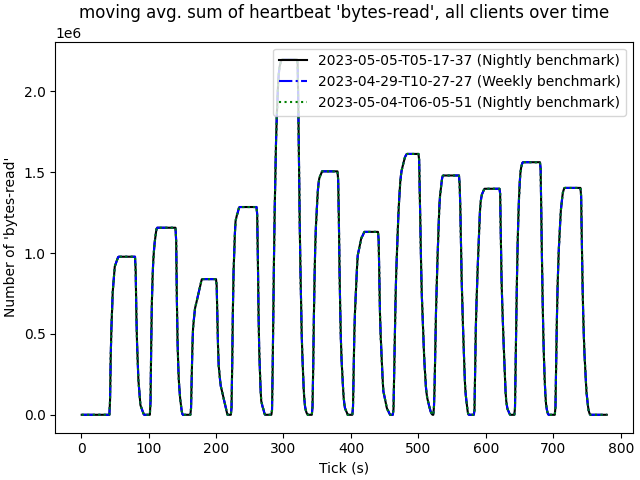 moving avg. sum of heartbeat 'bytes-read', all clients over time
1e6
2023-05-05-T05-17-37 (Nightly benchmark)
2023-04-29-T10-27-27 (Weekly benchmark)
2023-05-04-T06-05-51 (Nightly benchmark)
Number of 'bytes-read'
2.0
1.5
1.0
0.5
0.0
0 100 200 300 400 500 600 700 800
Tick (s)